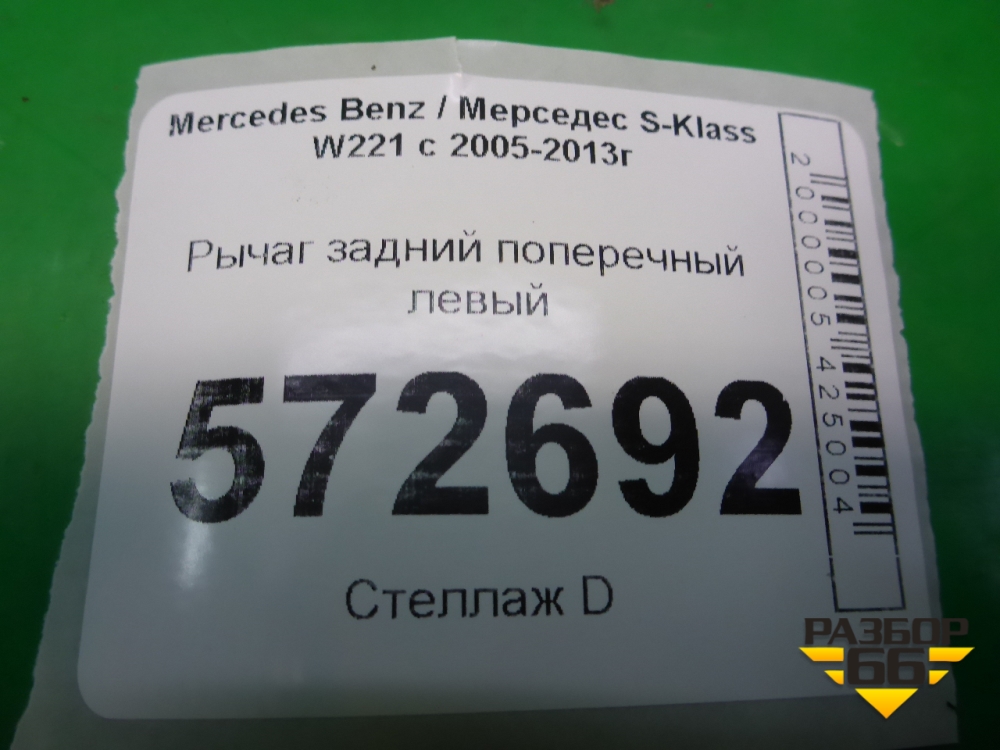 Mercedes Benz / Мерседес S-Klass
W221 с 2005-2013г
Рычаг задний поперечный
левый
572692
Стеллаж D
2000005425004
РАЗБОР
66